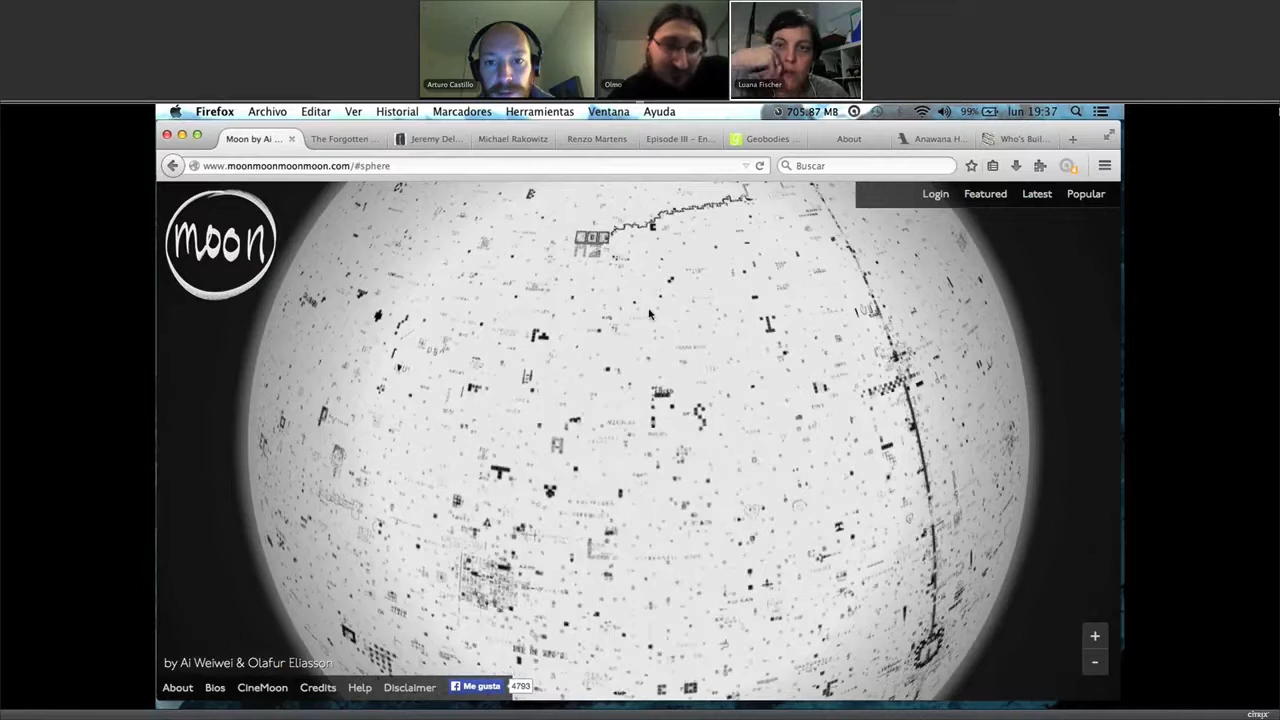 Arturo Castillo
Olmo
Luana Fischer
Firefox Archivo Editar Ver Historial Marcadores Herramientas Ventana Ayuda 705.87 MB 99% lun 19:37
Moon by Ai ... The Forgotten ... Jeremy Del... Michael Rakowitz Renzo Martens Episode III – En... Geobodies ... About Anawana H... Who's Buil...
www.moonmoonmoonmoon.com/#sphere
Buscar
Login Featured Latest Popular
moon
+
-
by Ai Weiwei & Olafur Eliasson
About Bios CineMoon Credits Help Disclaimer Me gusta 4793
CITRIX